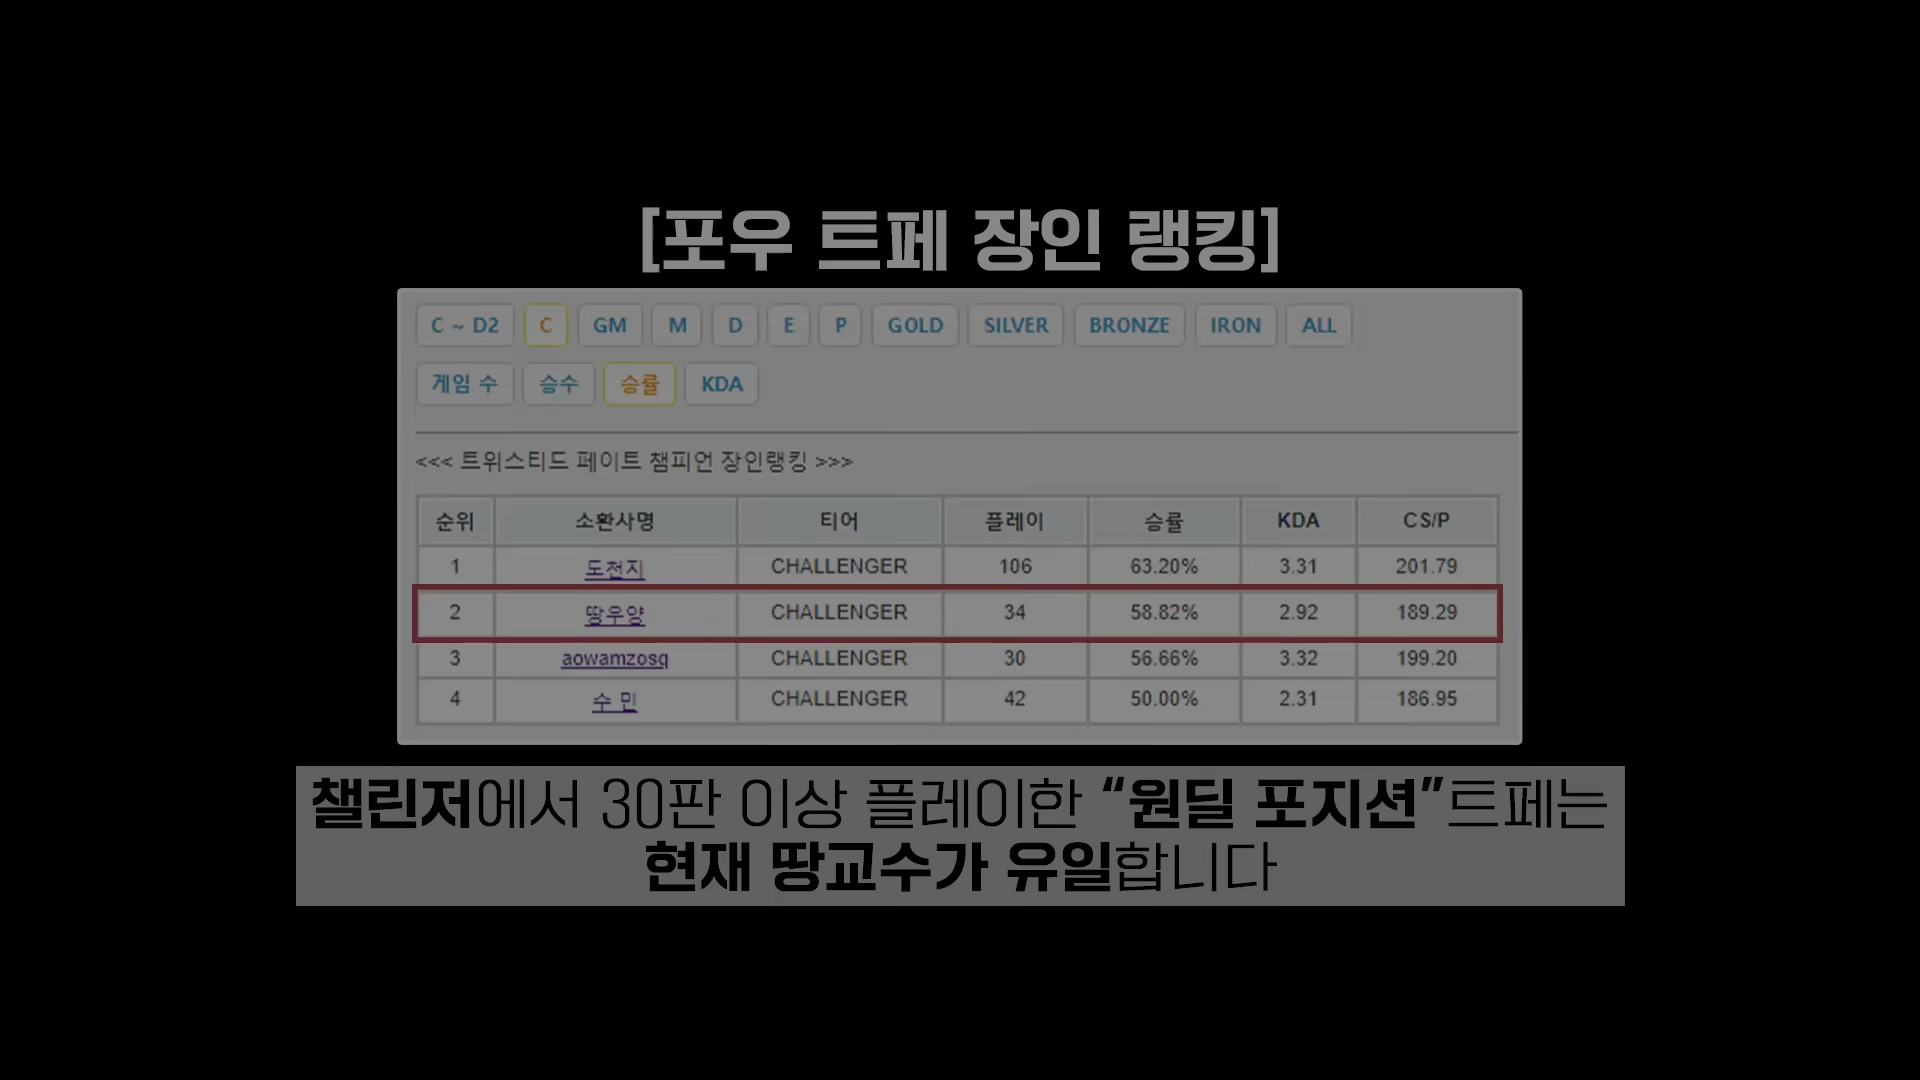 [포우 트페 장인 랭킹]
C ~ D2 C GM M D E P GOLD SILVER BRONZE IRON ALL
게임 수 승수 승률 KDA
<<< 트위스티드 페이트 챔피언 장인랭킹 >>>
순위 소환사명 티어 플레이 승률 KDA CS/P
1 도천지 CHALLENGER 106 63.20% 3.31 201.79
2 땅우양 CHALLENGER 34 58.82% 2.92 189.29
3 aowamzosq CHALLENGER 30 56.66% 3.32 199.20
4 수 민 CHALLENGER 42 50.00% 2.31 186.95
챌린저에서 30판 이상 플레이한 “원딜 포지션”트페는
현재 땅교수가 유일합니다